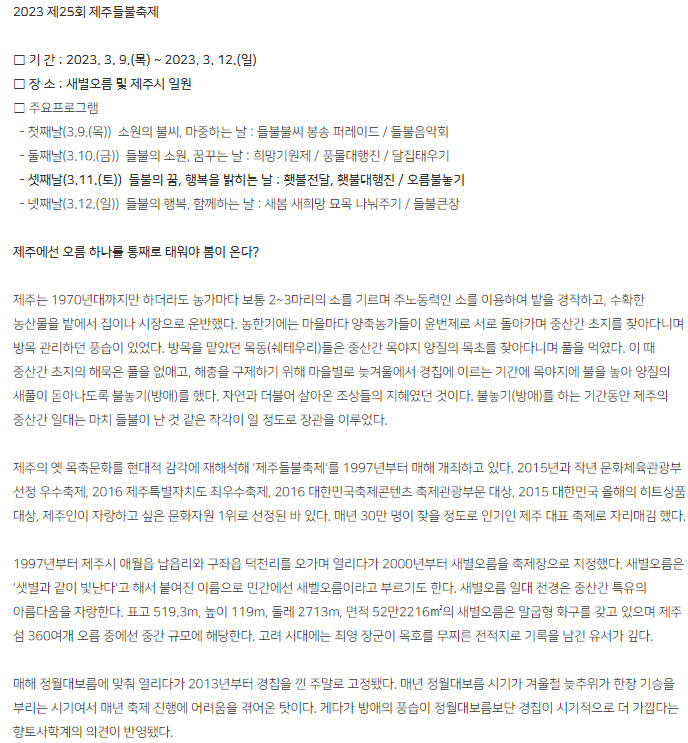 2023 제25회 제주들불축제
□ 기 간 : 2023. 3. 9.(목) ~ 2023. 3. 12.(일)
□ 장 소 : 새별오름 및 제주시 일원
□ 주요프로그램
- 첫째날(3.9.(목)) 소원의 불씨, 마중하는 날 : 들불불씨 봉송 퍼레이드 / 들불음악회
- 둘째날(3.10.(금)) 들불의 소원, 꿈꾸는 날 : 희망기원제 / 풍물대행진 / 달집태우기
- 셋째날(3.11.(토)) 들불의 꿈, 행복을 밝히는 날 : 횃불전달, 횃불대행진 / 오름불놓기
- 넷째날(3.12.(일)) 들불의 행복, 함께하는 날 : 새봄 새희망 묘목 나눠주기 / 들불큰장
제주에선 오름 하나를 통째로 태워야 봄이 온다?
제주는 1970년대까지만 하더라도 농가마다 보통 2~3마리의 소를 기르며 주노동력인 소를 이용하여 밭을 경작하고, 수확한
농산물을 밭에서 집이나 시장으로 운반했다. 농한기에는 마을마다 양축농가들이 윤번제로 서로 돌아가며 중산간 초지를 찾아다니며
방목 관리하던 풍습이 있었다. 방목을 맡았던 목동(쉐테우리)들은 중산간 목야지 양질의 목초를 찾아다니며 풀을 먹였다. 이 때
중산간 초지의 해묵은 풀을 없애고, 해충을 구제하기 위해 마을별로 늦겨울에서 경칩에 이르는 기간에 목야지에 불을 놓아 양질의
새풀이 돋아나도록 불놓기(방애)를 했다. 자연과 더불어 살아온 조상들의 지혜였던 것이다. 불놓기(방애)를 하는 기간동안 제주의
중산간 일대는 마치 들불이 난 것 같은 착각이 일 정도로 장관을 이루었다.
제주의 옛 목축문화를 현대적 감각에 재해석해 '제주들불축제'를 1997년부터 매해 개최하고 있다. 2015년과 작년 문화체육관광부
선정 우수축제, 2016 제주특별자치도 최우수축제, 2016 대한민국축제콘텐츠 축제관광부문 대상, 2015 대한민국 올해의 히트상품
대상, 제주인이 자랑하고 싶은 문화자원 1위로 선정된 바 있다. 매년 30만 명이 찾을 정도로 인기인 제주 대표 축제로 자리매김 했다.
1997년부터 제주시 애월읍 납읍리와 구좌읍 덕천리를 오가며 열리다가 2000년부터 새별오름을 축제장으로 지정했다. 새별오름은
'샛별과 같이 빛난다'고 해서 붙여진 이름으로 민간에선 새벨오름이라고 부르기도 한다. 새별오름 일대 전경은 중산간 특유의
아름다움을 자랑한다. 표고 519.3m, 높이 119m, 둘레 2713m, 면적 52만2216㎡의 새별오름은 말굽형 화구를 갖고 있으며 제주
섬 360여개 오름 중에선 중간 규모에 해당한다. 고려 시대에는 최영 장군이 목호를 무찌른 전적지로 기록을 남긴 유서가 깊다.
매해 정월대보름에 맞춰 열리다가 2013년부터 경칩을 낀 주말로 고정됐다. 매년 정월대보름 시기가 겨울철 늦추위가 한창 기승을
부리는 시기여서 매년 축제 진행에 어려움을 겪어온 탓이다. 게다가 방애의 풍습이 정월대보름보단 경칩이 시기적으로 더 가깝다는
향토사학계의 의견이 반영됐다.